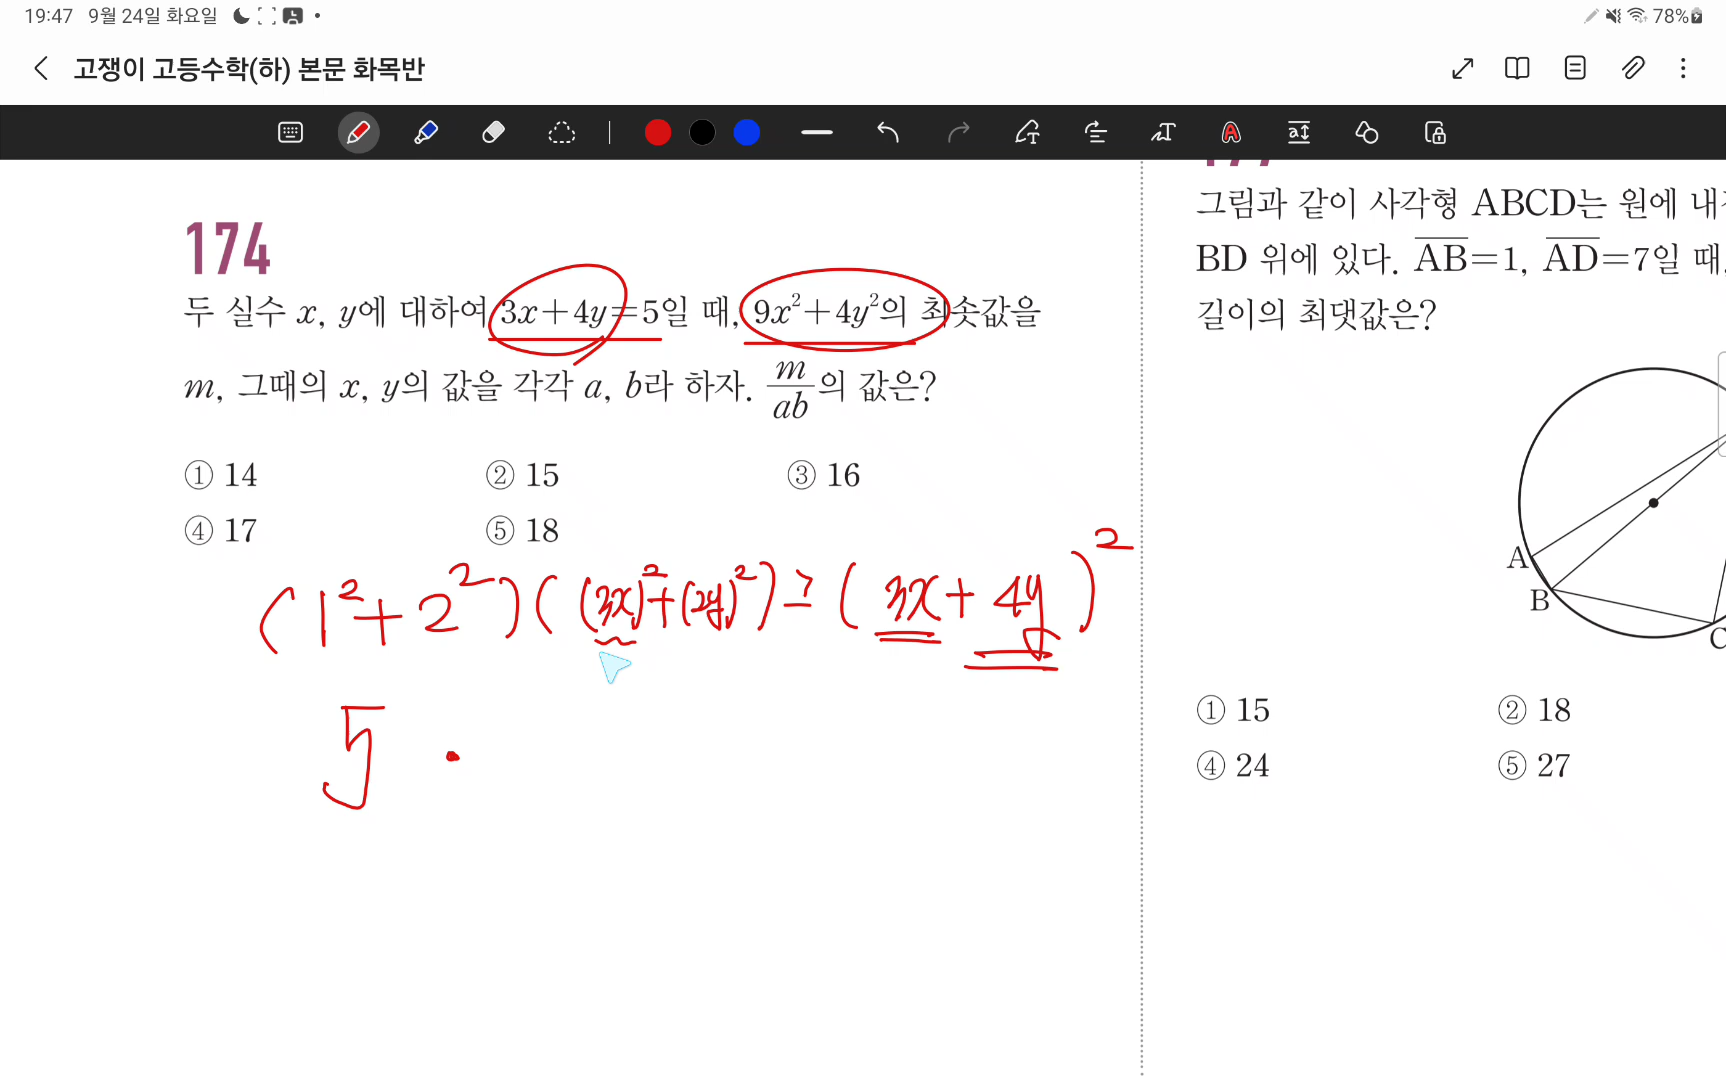 19:47 9월 24일 화요일
78%
고쟁이 고등수학(하) 본문 화목반
174
두 실수 x, y에 대하여 3x+4y=5일 때, 9x²+4y²의 최솟값을
m, 그때의 x, y의 값을 각각 a, b라 하자. m/ab의 값은?
① 14 ② 15 ③ 16
④ 17 ⑤ 18
(1²+2²)((3x)²+(2y)²)≥(3x+4y)²
5 ·
그림과 같이 사각형 ABCD는 원에 내
BD 위에 있다. AB=1, AD=7일 때,
길이의 최댓값은?
A
B
C
① 15 ② 18
④ 24 ⑤ 27